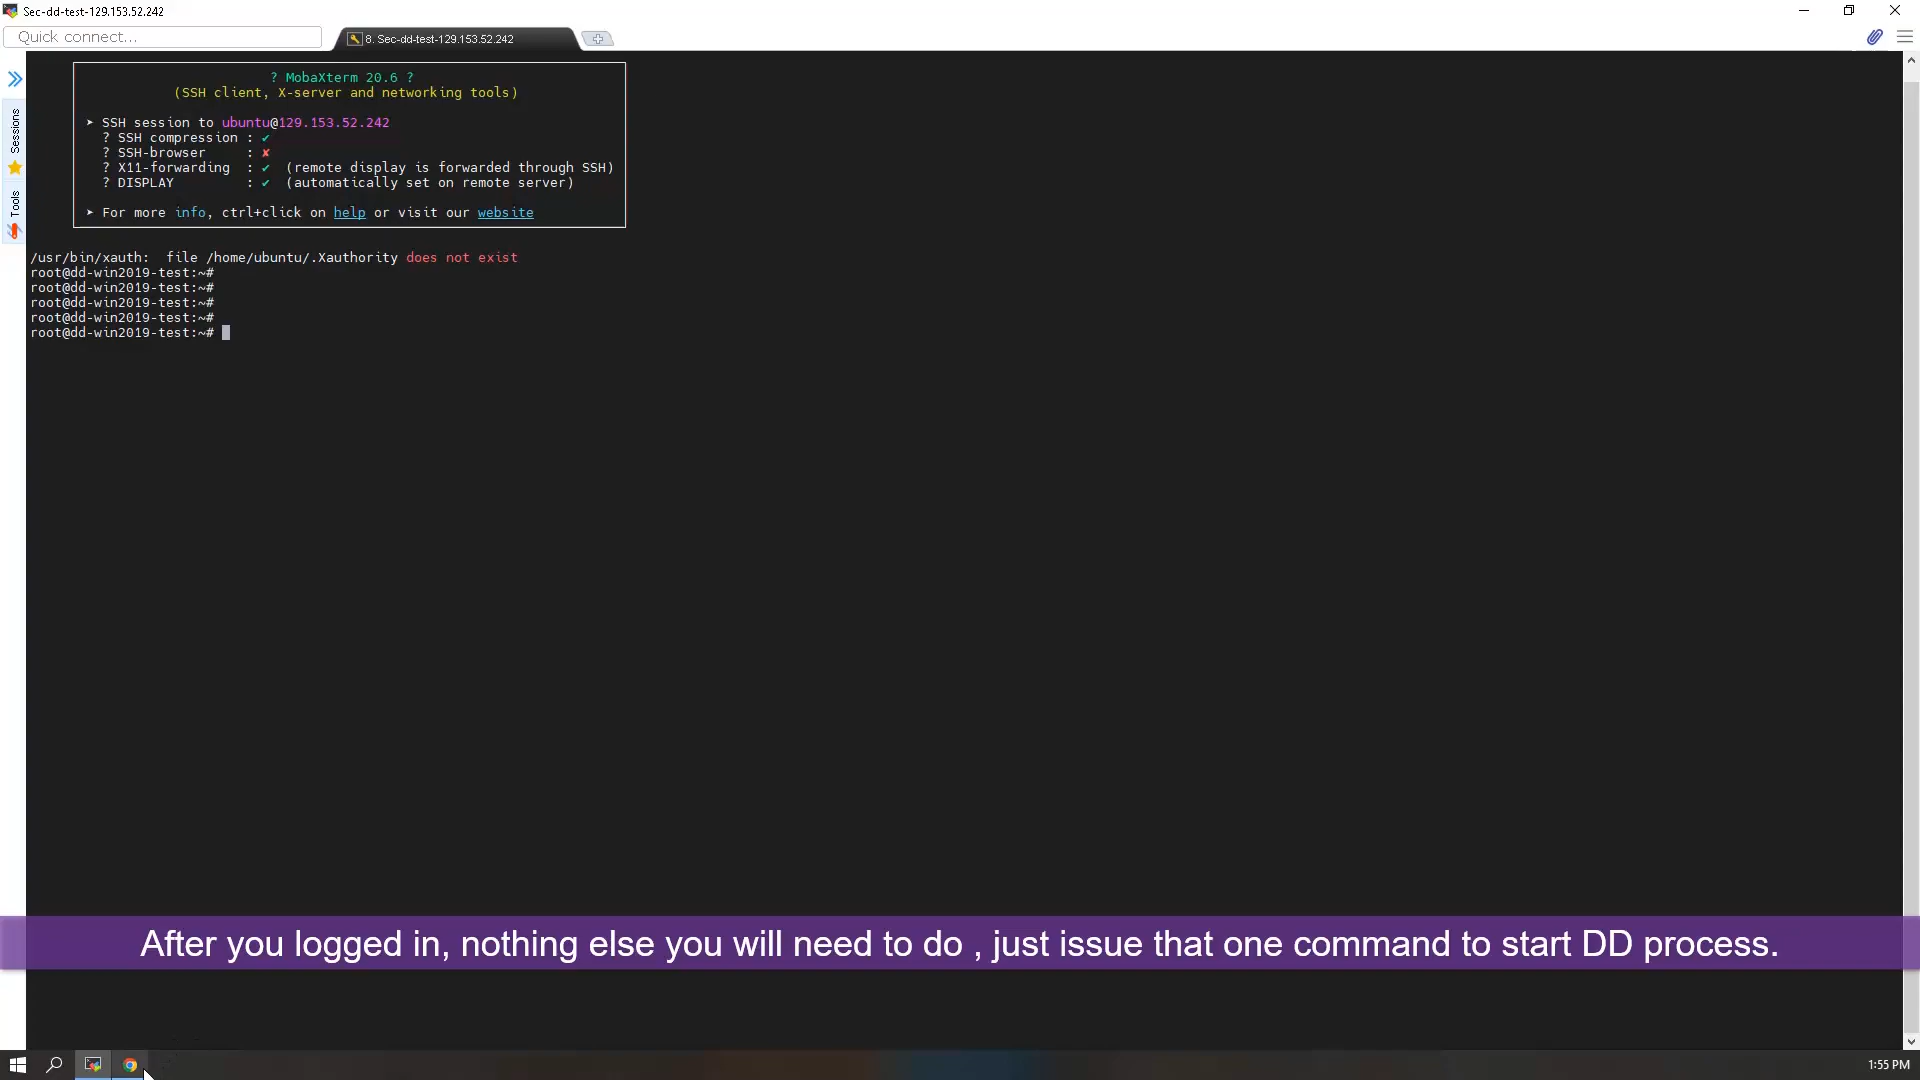 Sec-dd-test-129.153.52.242
Quick connect...
8. Sec-dd-test-129.153.52.242
Sessions
Tools
? MobaXterm 20.6 ?
(SSH client, X-server and networking tools)
➤ SSH session to ubuntu@129.153.52.242
? SSH compression : ✔
? SSH-browser : ✘
? X11-forwarding : ✔ (remote display is forwarded through SSH)
? DISPLAY : ✔ (automatically set on remote server)
➤ For more info, ctrl+click on help or visit our website
/usr/bin/xauth: file /home/ubuntu/.Xauthority does not exist
root@dd-win2019-test:~#
root@dd-win2019-test:~#
root@dd-win2019-test:~#
root@dd-win2019-test:~#
root@dd-win2019-test:~#
After you logged in, nothing else you will need to do , just issue that one command to start DD process.
1:55 PM